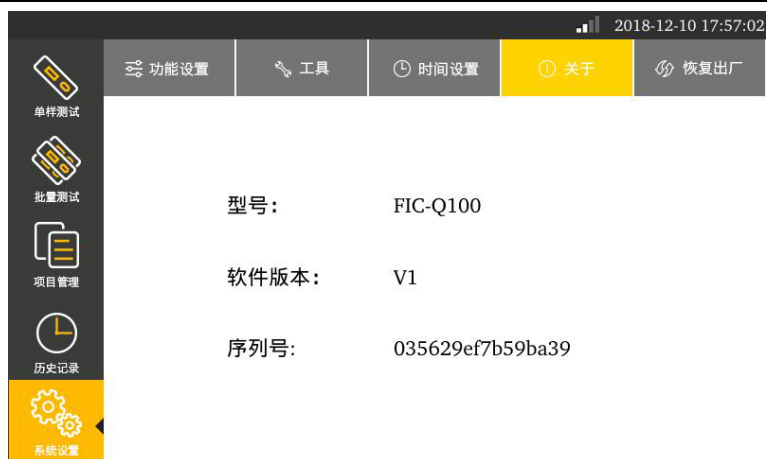 2018-12-10 17:57:02
功能设置
工具
时间设置
关于
恢复出厂
单样测试
批量测试
项目管理
历史记录
系统设置
型号： FIC-Q100
软件版本： V1
序列号: 035629ef7b59ba39